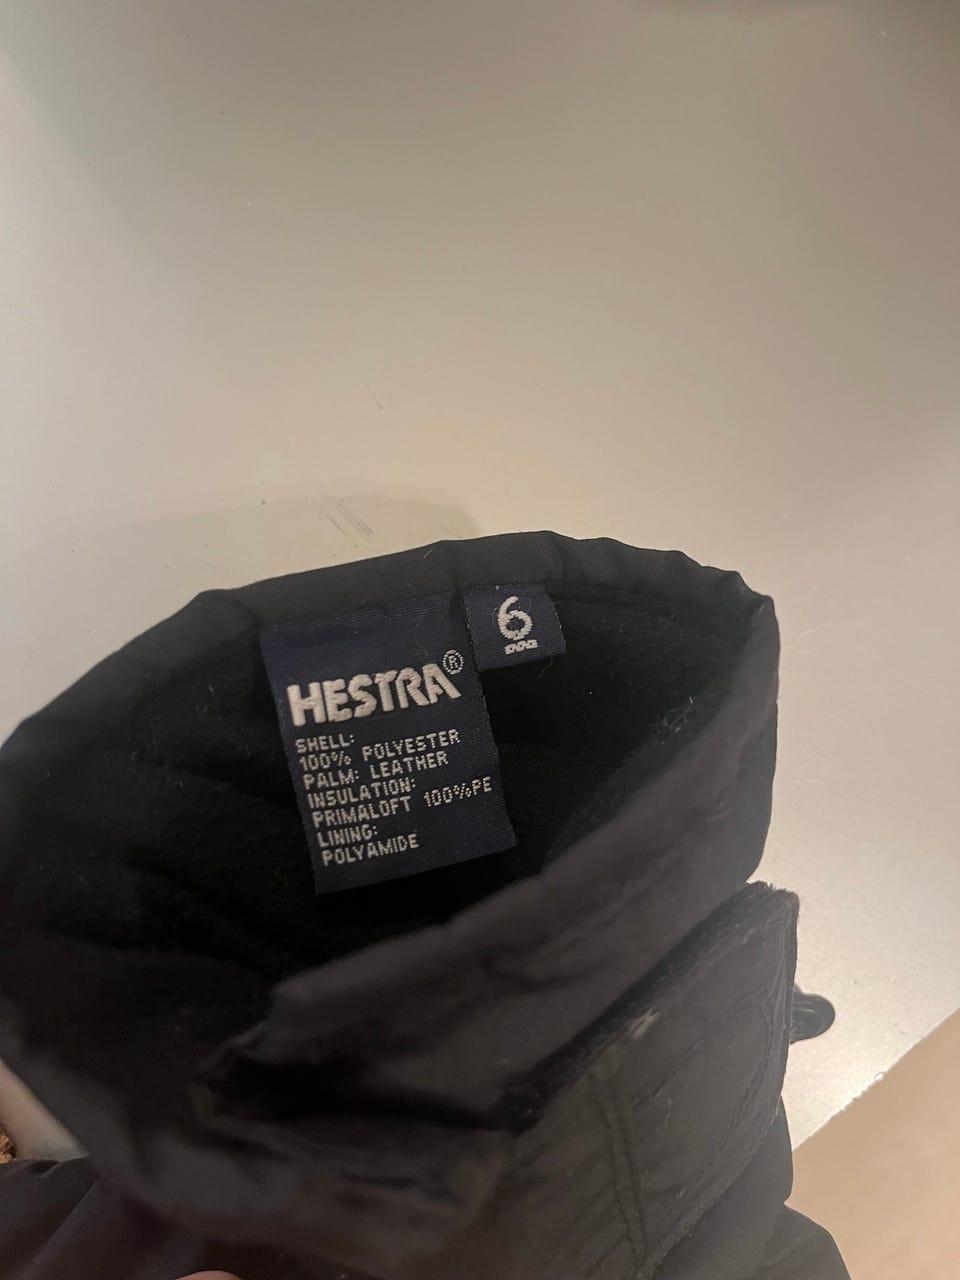 HESTRA®
SHELL:
100% POLYESTER
PALM: LEATHER
INSULATION:
PRIMALOFT 100%PE
LINING:
POLYAMIDE
6